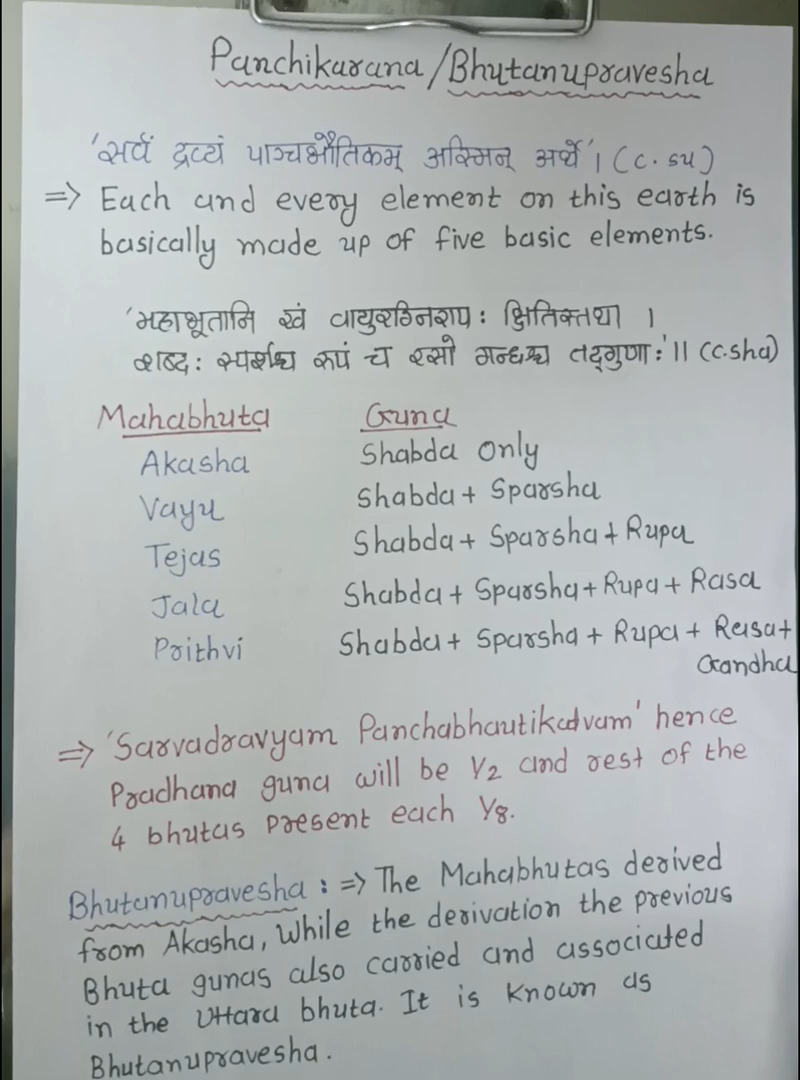 Panchikarana/Bhutanupravesha
'सर्वं द्रव्यं पाञ्चभौतिकम् अस्मिन् अर्थे'। (c. su)
=> Each and every element on this earth is
basically made up of five basic elements.
'महाभूतानि खं वायुरग्निरापः क्षितिक्तथा ।
शब्दः स्पर्शश्च रूपं च रसो गन्धश्च तद्गुणाः'॥ (c.sha)
Mahabhuta Guna
Akasha Shabda Only
Vayu Shabda + Sparsha
Tejas Shabda + Sparsha + Rupa
Jala Shabda + Sparsha + Rupa + Rasa
Prithvi Shabda + Sparsha + Rupa + Rasa +
Gandha
=> 'Sarvadravyam Panchabhautikatvam' hence
Pradhana guna will be 1/2 and rest of the
4 bhutas present each 1/8.
Bhutanupravesha : => The Mahabhutas derived
from Akasha, While the derivation the previous
Bhuta gunas also carried and associated
in the Uttara bhuta. It is known as
Bhutanupravesha.